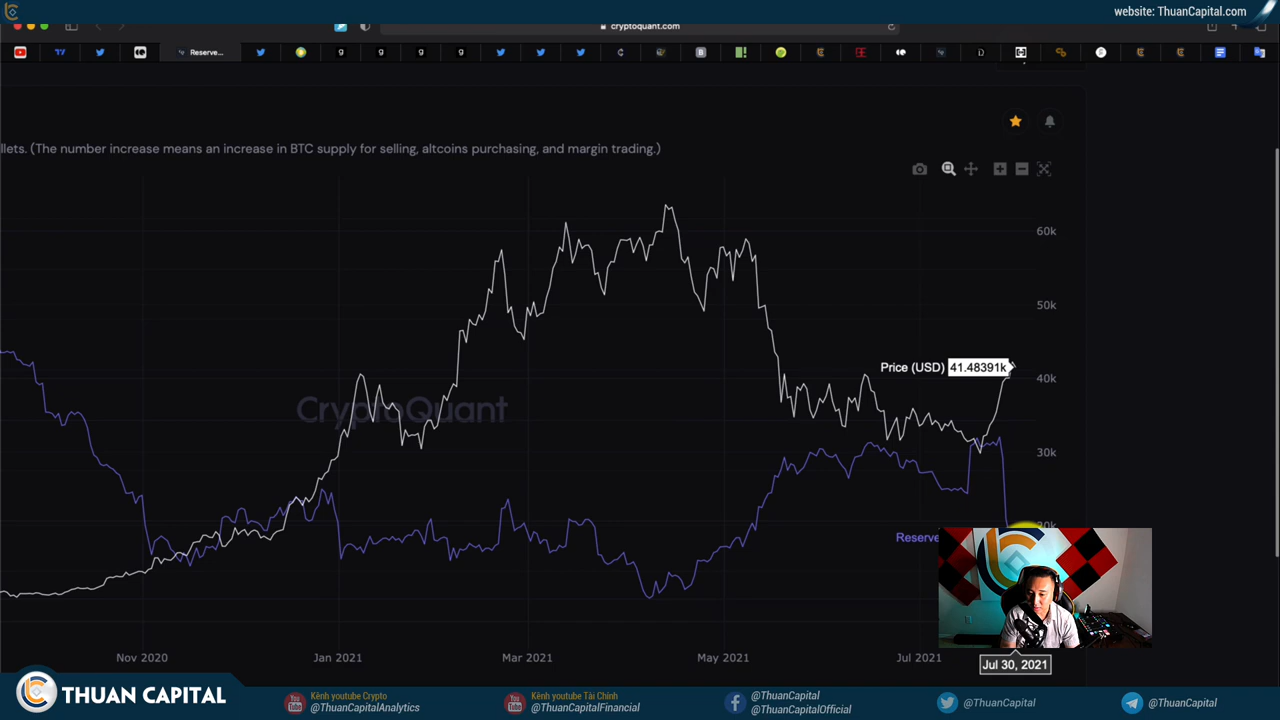 website: ThuanCapital.com
cryptoquant.com
Reserve...
llets. (The number increase means an increase in BTC supply for selling, altcoins purchasing, and margin trading.)
60k
50k
Price (USD) 41.48391k
40k
CryptoQuant
30k
Reserve
Nov 2020
Jan 2021
Mar 2021
May 2021
Jul 2021
Jul 30, 2021
THUAN CAPITAL
Kênh youtube Crypto
@ThuanCapitalAnalytics
Kênh youtube Tài Chính
@ThuanCapitalFinancial
@ThuanCapital
@ThuanCapitalOfficial
@ThuanCapital
@ThuanCapital